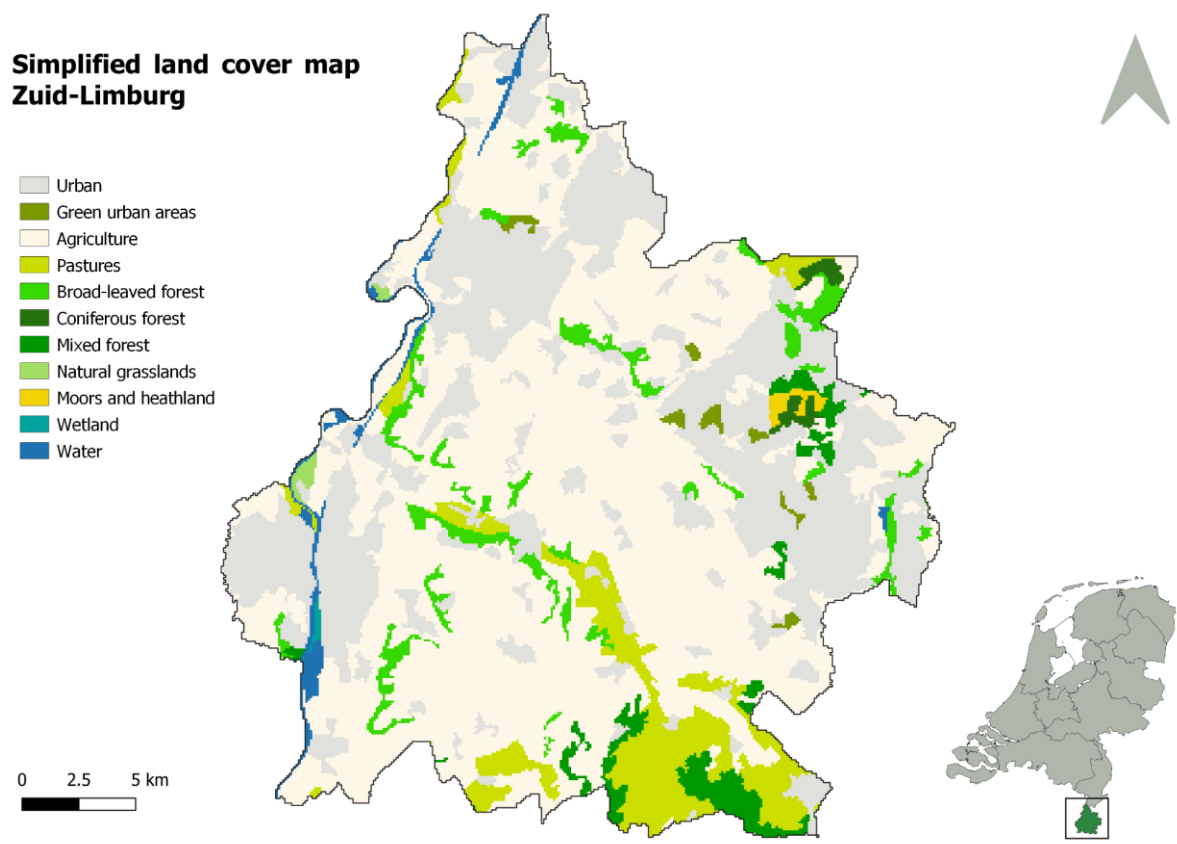 Simplified land cover map
Zuid-Limburg
Urban
Green urban areas
Agriculture
Pastures
Broad-leaved forest
Coniferous forest
Mixed forest
Natural grasslands
Moors and heathland
Wetland
Water
0 2.5 5 km